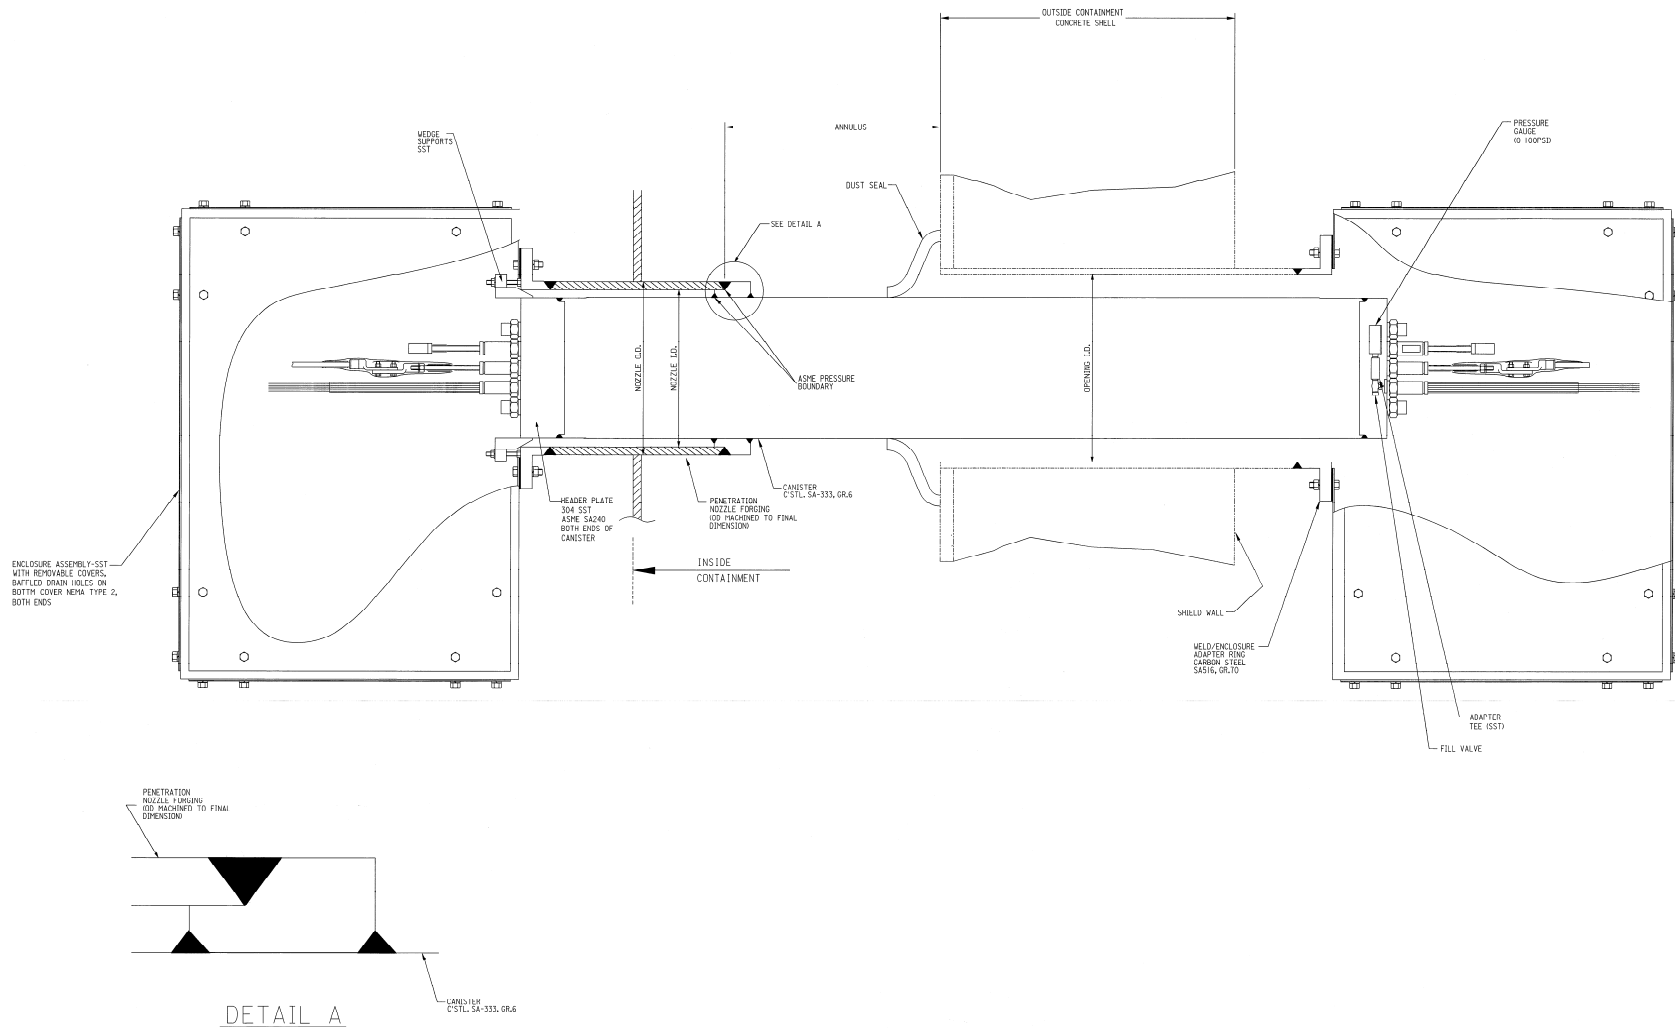 OUTSIDE CONTAINMENT
CONCRETE SHELL
ANNULUS
PRESSURE
GAUGE
(0 100PSI)
WEDGE
SUPPORTS
SST
DUST SEAL
SEE DETAIL A
NOZZLE O.D.
NOZZLE I.D.
OPENING I.D.
ASME PRESSURE
BOUNDARY
HEADER PLATE
304 SST
ASME SA240
BOTH ENDS OF
CANISTER
PENETRATION
NOZZLE FORGING
(OD MACHINED TO FINAL
DIMENSION)
CANISTER
C'STL. SA-333, GR.6
ENCLOSURE ASSEMBLY-SST
WITH REMOVABLE COVERS,
BAFFLED DRAIN HOLES ON
BOTTM COVER NEMA TYPE 2,
BOTH ENDS
INSIDE
CONTAINMENT
SHIELD WALL
WELD/ENCLOSURE
ADAPTER RING
CARBON STEEL
SA516, GR.70
ADAPTER
TEE (SST)
FILL VALVE
PENETRATION
NOZZLE FORGING
(OD MACHINED TO FINAL
DIMENSION)
CANISTER
C'STL. SA-333, GR.6
DETAIL A